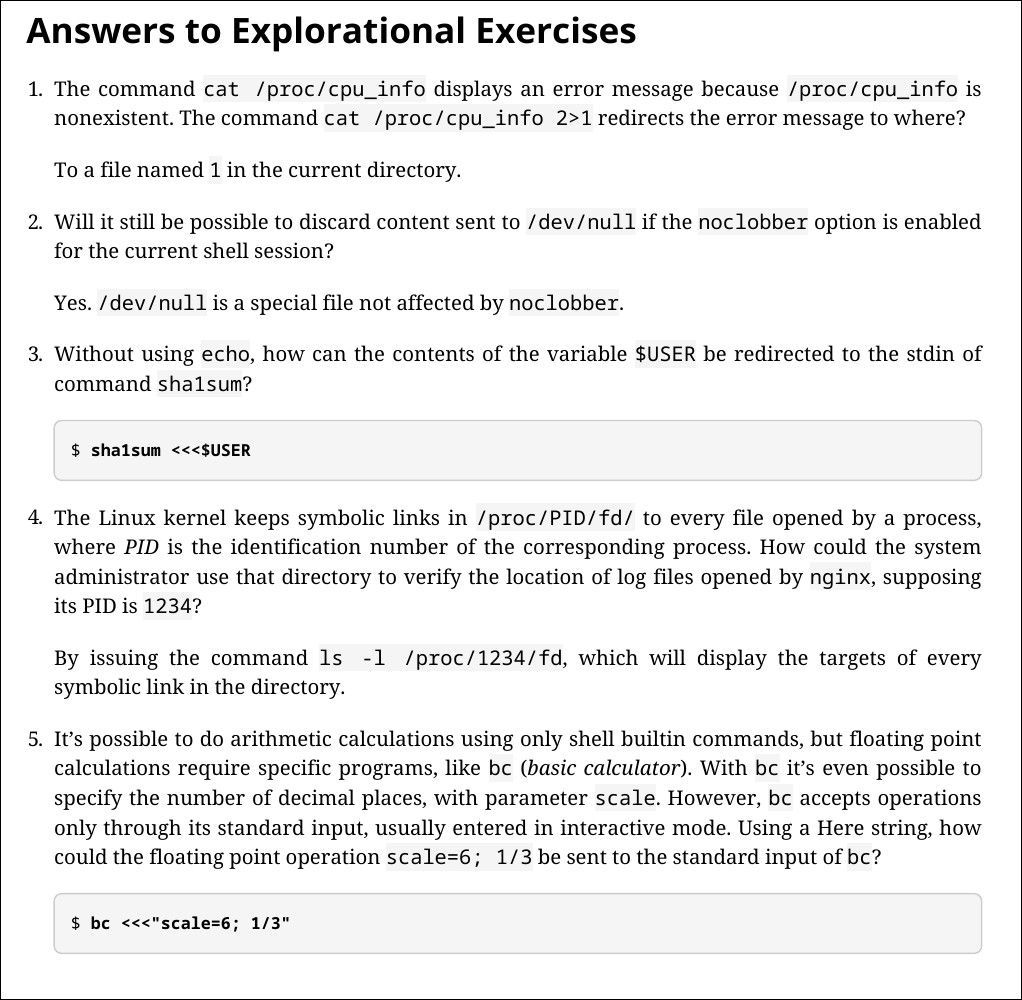 Answers to Explorational Exercises
1. The command cat /proc/cpu_info displays an error message because /proc/cpu_info is
nonexistent. The command cat /proc/cpu_info 2>1 redirects the error message to where?
To a file named 1 in the current directory.
2. Will it still be possible to discard content sent to /dev/null if the noclobber option is enabled
for the current shell session?
Yes. /dev/null is a special file not affected by noclobber.
3. Without using echo, how can the contents of the variable $USER be redirected to the stdin of
command sha1sum?
$ sha1sum <<<$USER
4. The Linux kernel keeps symbolic links in /proc/PID/fd/ to every file opened by a process,
where PID is the identification number of the corresponding process. How could the system
administrator use that directory to verify the location of log files opened by nginx, supposing
its PID is 1234?
By issuing the command ls -l /proc/1234/fd, which will display the targets of every
symbolic link in the directory.
5. It’s possible to do arithmetic calculations using only shell builtin commands, but floating point
calculations require specific programs, like bc (basic calculator). With bc it’s even possible to
specify the number of decimal places, with parameter scale. However, bc accepts operations
only through its standard input, usually entered in interactive mode. Using a Here string, how
could the floating point operation scale=6; 1/3 be sent to the standard input of bc?
$ bc <<<"scale=6; 1/3"